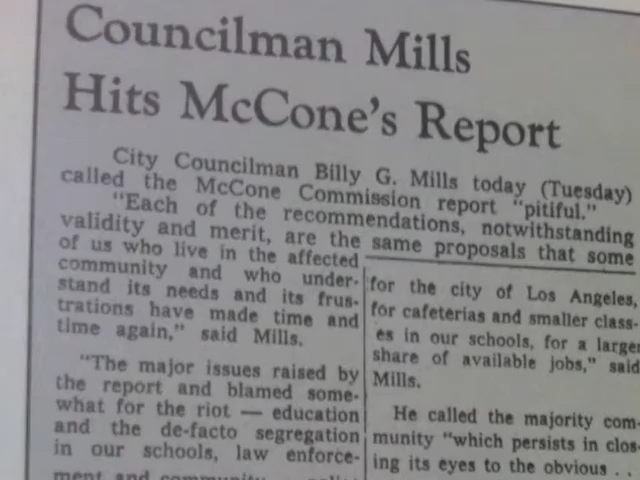 Councilman Mills
Hits McCone's Report
City Councilman Billy G. Mills today (Tuesday)
called the McCone Commission report "pitiful."
"Each of the recommendations, notwithstanding
validity and merit, are the same proposals that some
of us who live in the affected
community and who under-
stand its needs and its frus-
trations have made time and
time again," said Mills.
"The major issues raised by
the report and blamed some-
what for the riot — education
and the de-facto segregation
in our schools, law enforce-
ment and community
for the city of Los Angeles,
for cafeterias and smaller class-
es in our schools, for a larger
share of available jobs," said
Mills.
He called the majority com-
munity "which persists in clos-
ing its eyes to the obvious . .